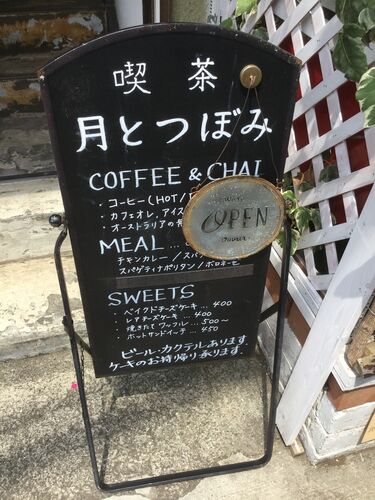 喫茶
月とつぼみ
COFFEE & CHAI
・コーヒー(HOT/
・カフェオレ、アイス
・オーストラリアの
OPEN
MEAL ...
チキンカレー/スパ
スパゲティナポリタン/ボロネーゼ
SWEETS
・ベイクドチーズケーキ... 400
・レアチーズケーキ ... 400
・焼きたてワッフル... 500〜
・ホットサンドイッチ ... 450
ビール・カクテルあります。
ケーキのお持帰り承ります。